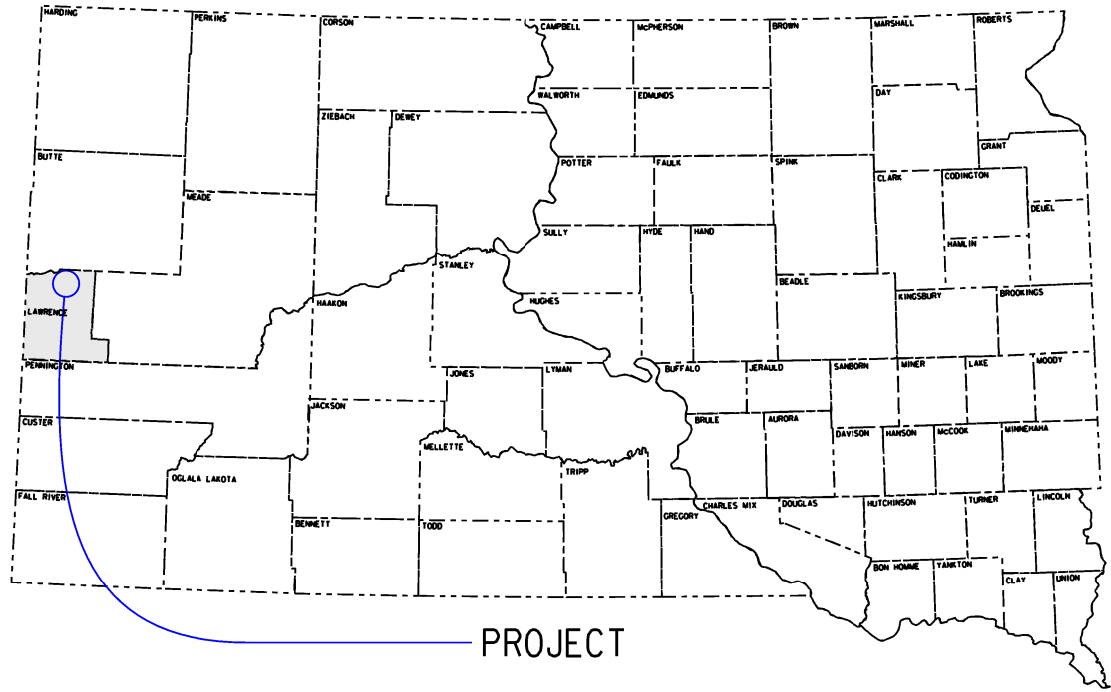 HARDING
PERKINS
CORSON
CAMPBELL
McPHERSON
BROWN
MARSHALL
ROBERTS
WALWORTH
EDMUNDS
DAY
ZIEBACH
DEWEY
GRANT
BUTTE
POTTER
FAULK
SPINK
CLARK
CODINGTON
MEADE
DEUEL
SULLY
HYDE
HAND
HAMLIN
STANLEY
BEADLE
HAAKON
HUGHES
KINGSBURY
BROOKINGS
LAWRENCE
PENNINGTON
JONES
LYMAN
BUFFALO
JERAULD
SANBORN
MINER
LAKE
MOODY
JACKSON
CUSTER
BRULE
AURORA
DAVISON
HANSON
McCOOK
MINNEHAHA
MELLETTE
OGLALA LAKOTA
TRIPP
FALL RIVER
GREGORY
CHARLES MIX
DOUGLAS
HUTCHINSON
TURNER
LINCOLN
BENNETT
TODD
BON HOMME
YANKTON
CLAY
UNION
PROJECT